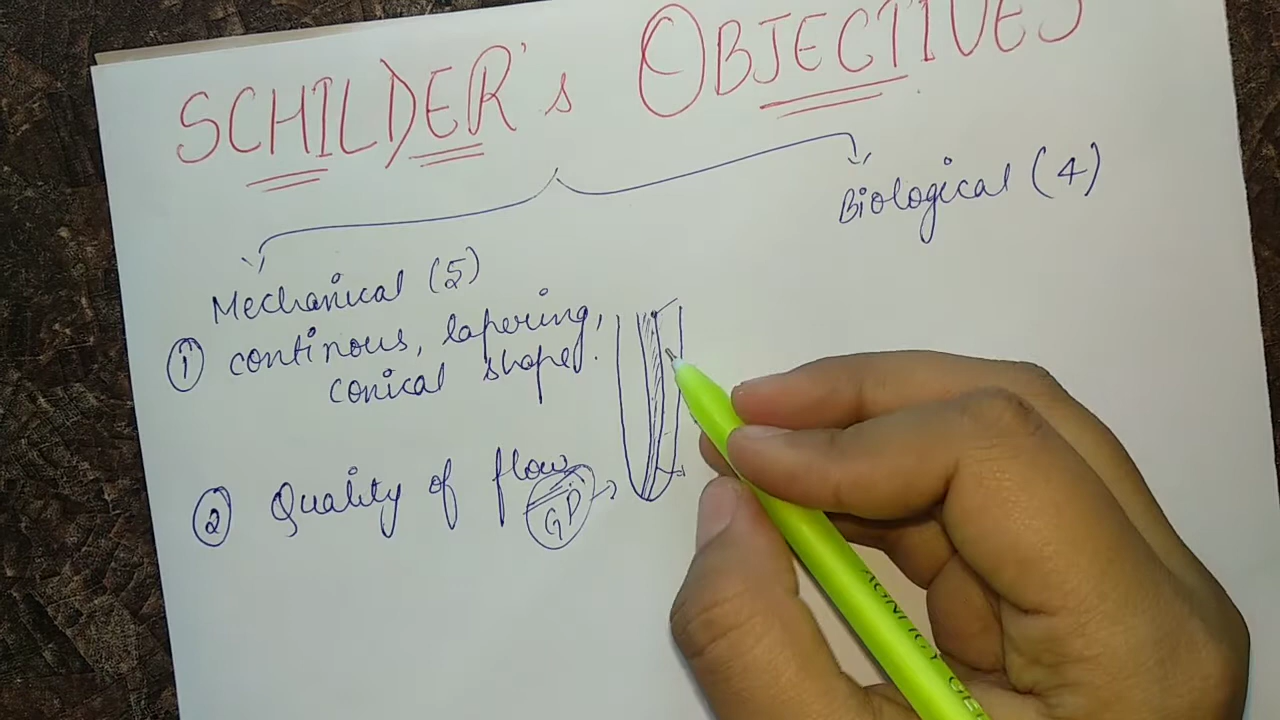 SCHILDER's OBJECTIVES
Biological (4)
Mechanical (5)
① continous, tapering,
conical shape.
② Quality of flow
GP